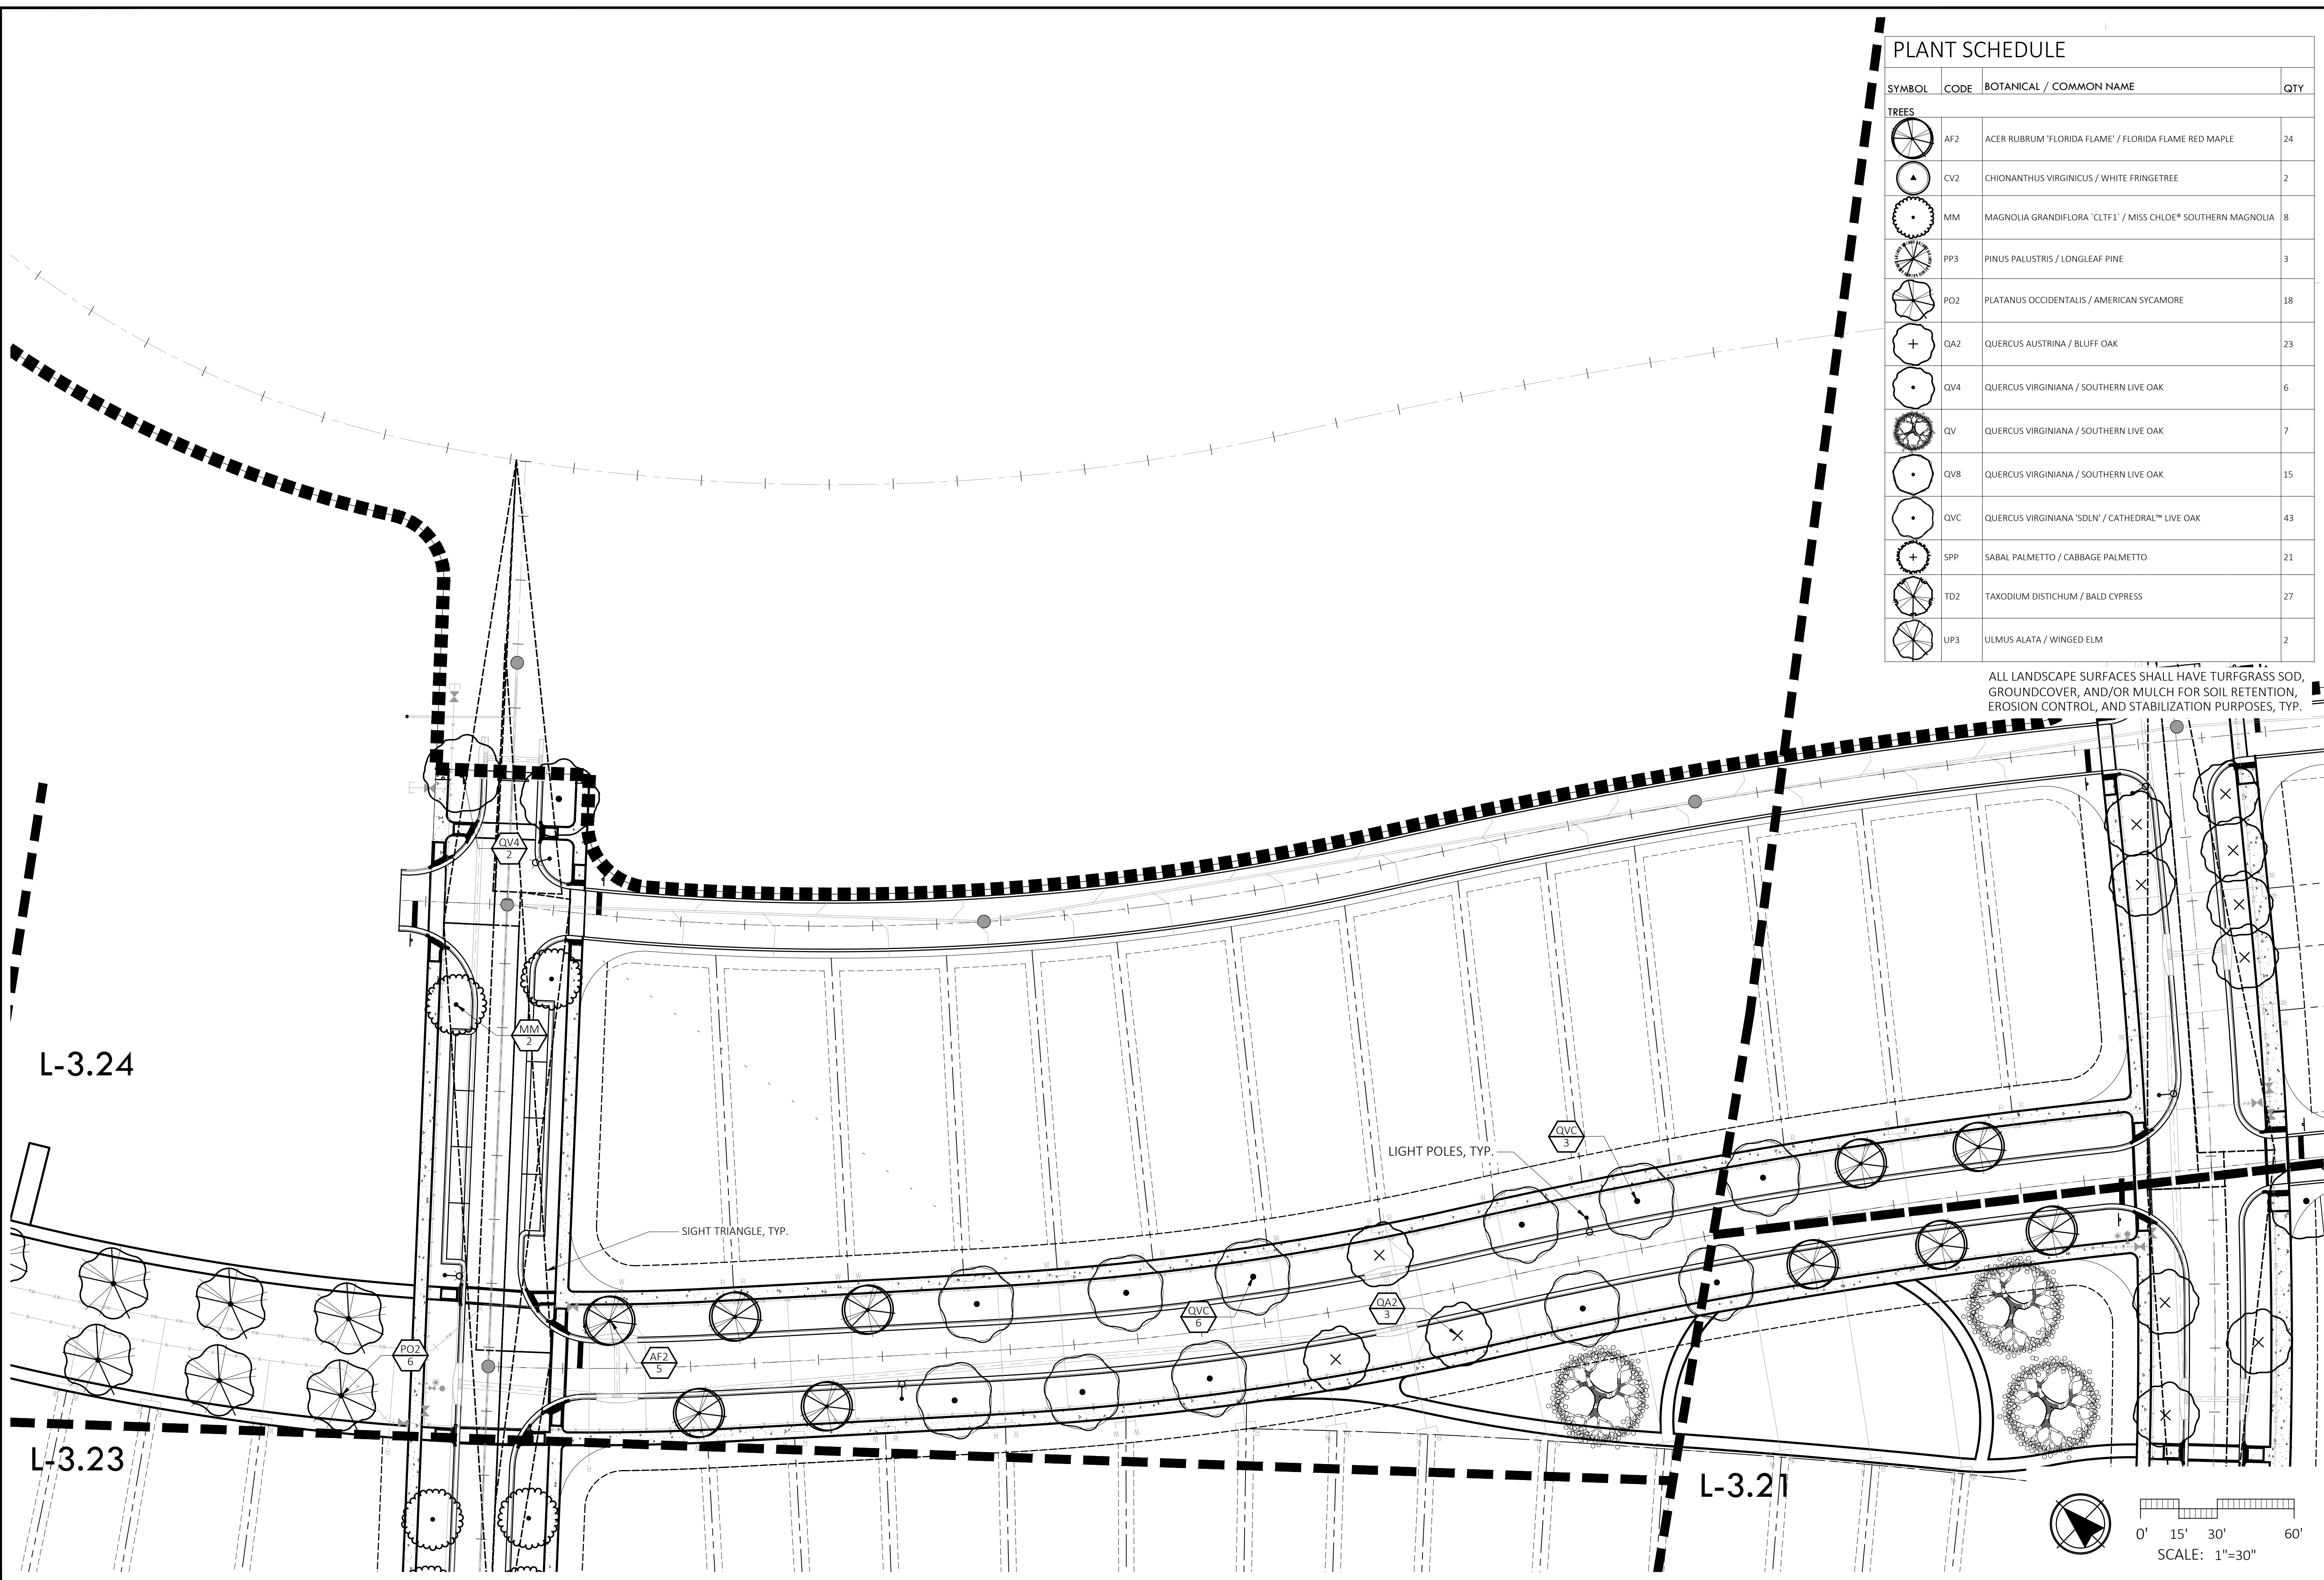 PLANT SCHEDULE
SYMBOL CODE BOTANICAL / COMMON NAME QTY
TREES
AF2 ACER RUBRUM 'FLORIDA FLAME' / FLORIDA FLAME RED MAPLE 24
CV2 CHIONANTHUS VIRGINICUS / WHITE FRINGETREE 2
MM MAGNOLIA GRANDIFLORA `CLTF1` / MISS CHLOE® SOUTHERN MAGNOLIA 8
PP3 PINUS PALUSTRIS / LONGLEAF PINE 3
PO2 PLATANUS OCCIDENTALIS / AMERICAN SYCAMORE 18
QA2 QUERCUS AUSTRINA / BLUFF OAK 23
QV4 QUERCUS VIRGINIANA / SOUTHERN LIVE OAK 6
QV QUERCUS VIRGINIANA / SOUTHERN LIVE OAK 7
QV8 QUERCUS VIRGINIANA / SOUTHERN LIVE OAK 15
QVC QUERCUS VIRGINIANA 'SDLN' / CATHEDRAL™ LIVE OAK 43
SPP SABAL PALMETTO / CABBAGE PALMETTO 21
TD2 TAXODIUM DISTICHUM / BALD CYPRESS 27
UP3 ULMUS ALATA / WINGED ELM 2
ALL LANDSCAPE SURFACES SHALL HAVE TURFGRASS SOD,
GROUNDCOVER, AND/OR MULCH FOR SOIL RETENTION,
EROSION CONTROL, AND STABILIZATION PURPOSES, TYP.
QV4
2
MM
2
L-3.24
QVC
3
LIGHT POLES, TYP.
SIGHT TRIANGLE, TYP.
QVC
6
QA2
3
PO2
6
AF2
5
L-3.23
L-3.21
0' 15' 30' 60'
SCALE: 1"=30"